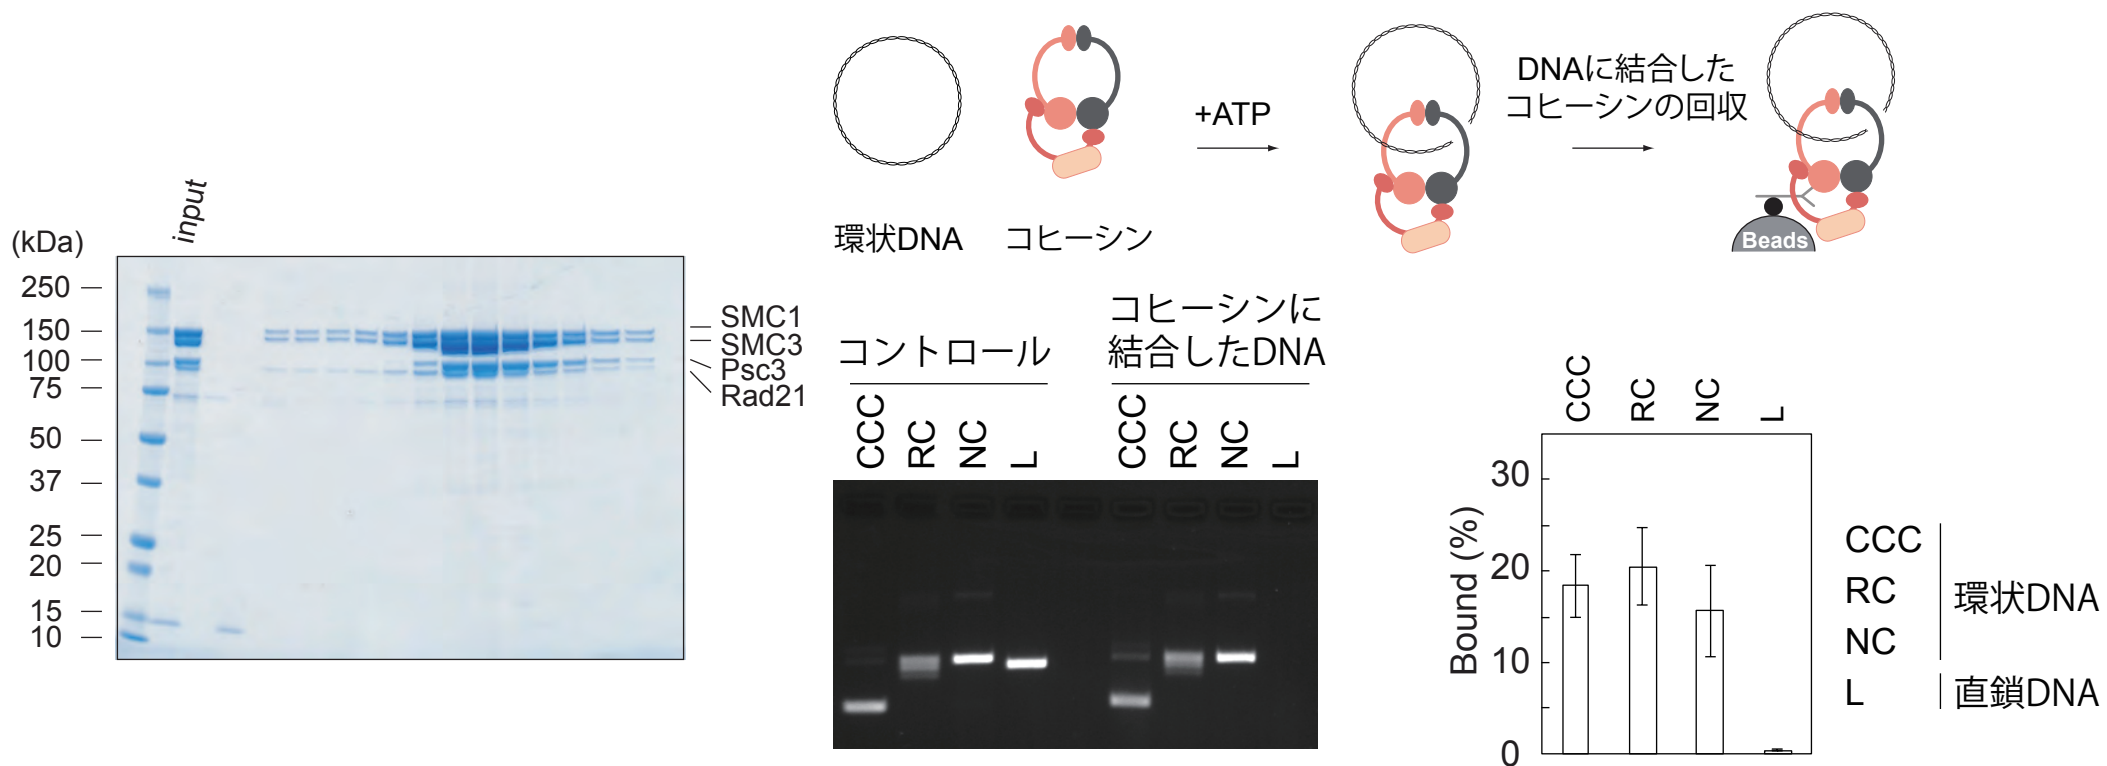 (kDa)
input
250
150
100
75
50
37
25
20
15
10
SMC1
SMC3
Psc3
Rad21
環状DNA
コヒーシン
+ATP
DNAに結合した
コヒーシンの回収
Beads
コントロール
コヒーシンに
結合したDNA
CCC
RC
NC
L
CCC
RC
NC
L
CCC
RC
NC
L
Bound (%)
30
20
10
0
CCC
RC
NC
環状DNA
L
直鎖DNA